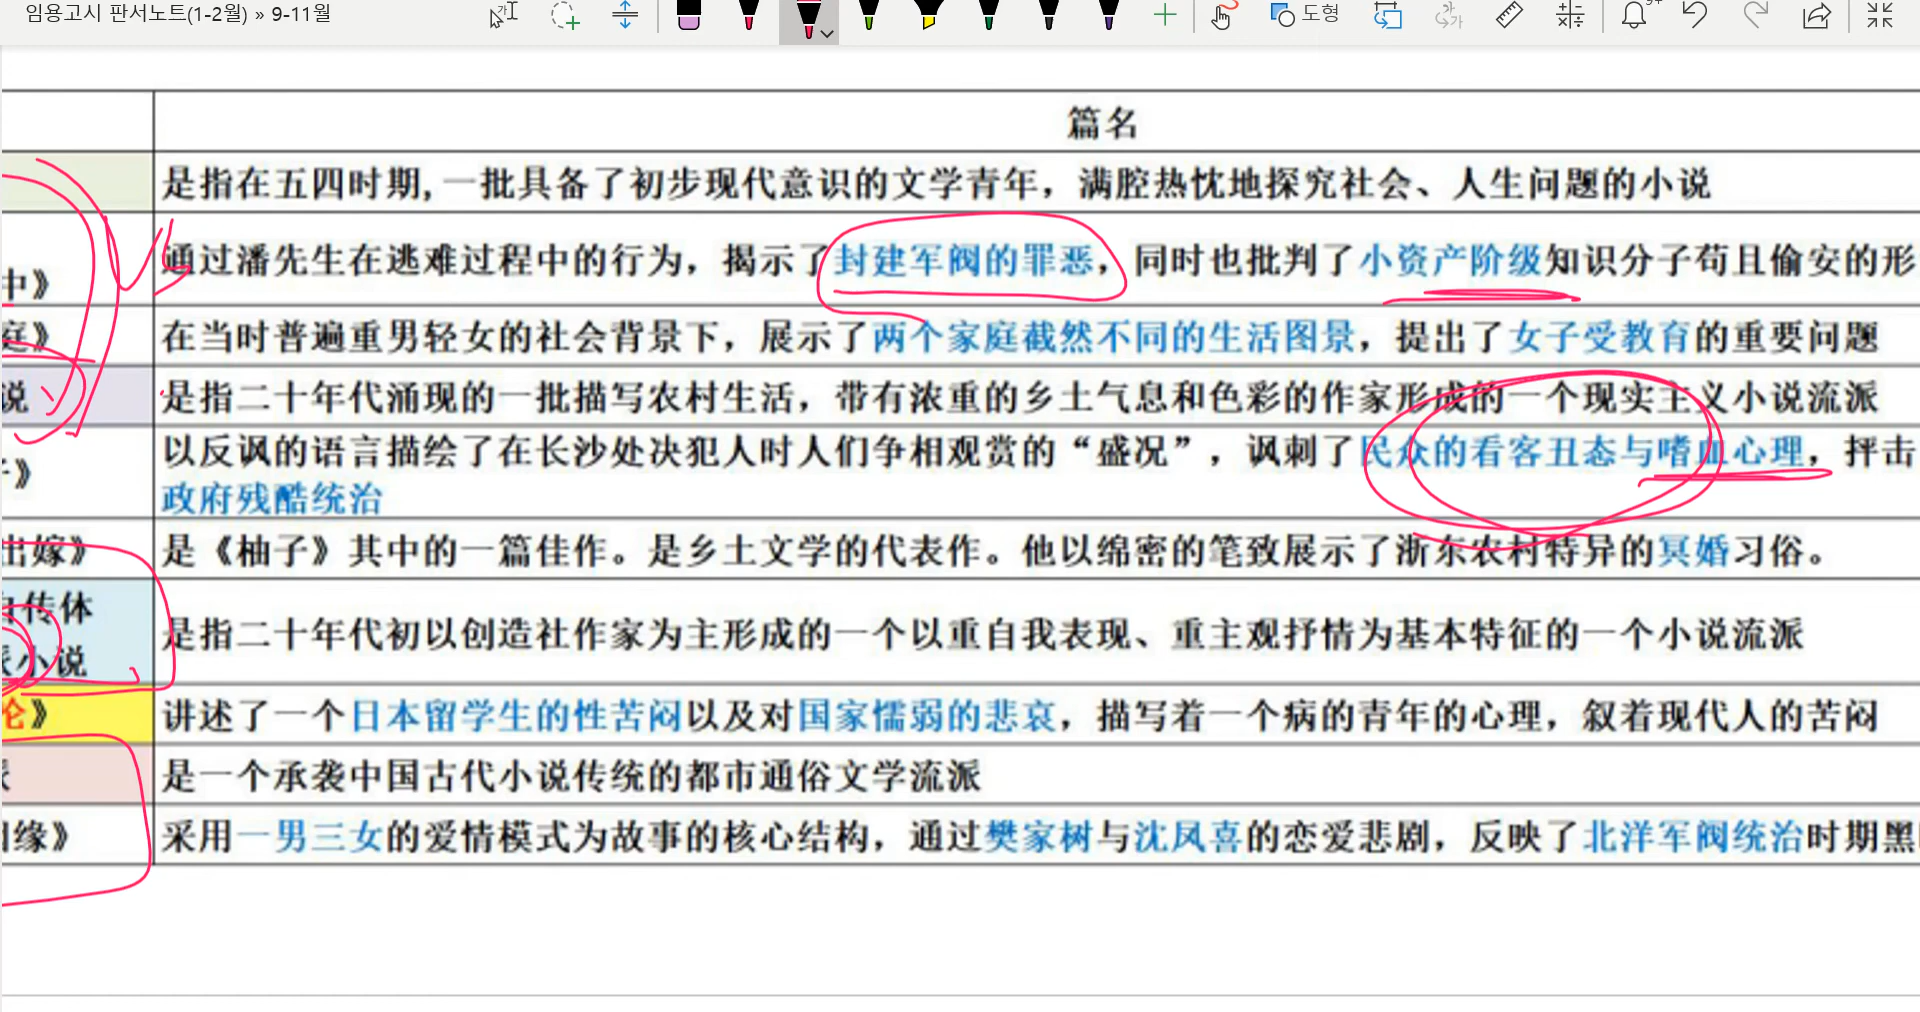 임용고시 판서노트(1-2월) » 9-11월
도형
9+
篇名
是指在五四时期,一批具备了初步现代意识的文学青年，满腔热忱地探究社会、人生问题的小说
中》
通过潘先生在逃难过程中的行为，揭示了封建军阀的罪恶，同时也批判了小资产阶级知识分子苟且偷安的形
庭》
在当时普遍重男轻女的社会背景下，展示了两个家庭截然不同的生活图景，提出了女子受教育的重要问题
说
是指二十年代涌现的一批描写农村生活，带有浓重的乡土气息和色彩的作家形成的一个现实主义小说流派
》
以反讽的语言描绘了在长沙处决犯人时人们争相观赏的“盛况”，讽刺了民众的看客丑态与嗜血心理，抨击
政府残酷统治
出嫁》
是《柚子》其中的一篇佳作。是乡土文学的代表作。他以绵密的笔致展示了浙东农村特异的冥婚习俗。
自传体
小说
是指二十年代初以创造社作家为主形成的一个以重自我表现、重主观抒情为基本特征的一个小说流派
伦》
讲述了一个日本留学生的性苦闷以及对国家懦弱的悲哀，描写着一个病的青年的心理，叙着现代人的苦闷
派
是一个承袭中国古代小说传统的都市通俗文学流派
因缘》
采用一男三女的爱情模式为故事的核心结构，通过樊家树与沈凤喜的恋爱悲剧，反映了北洋军阀统治时期黑